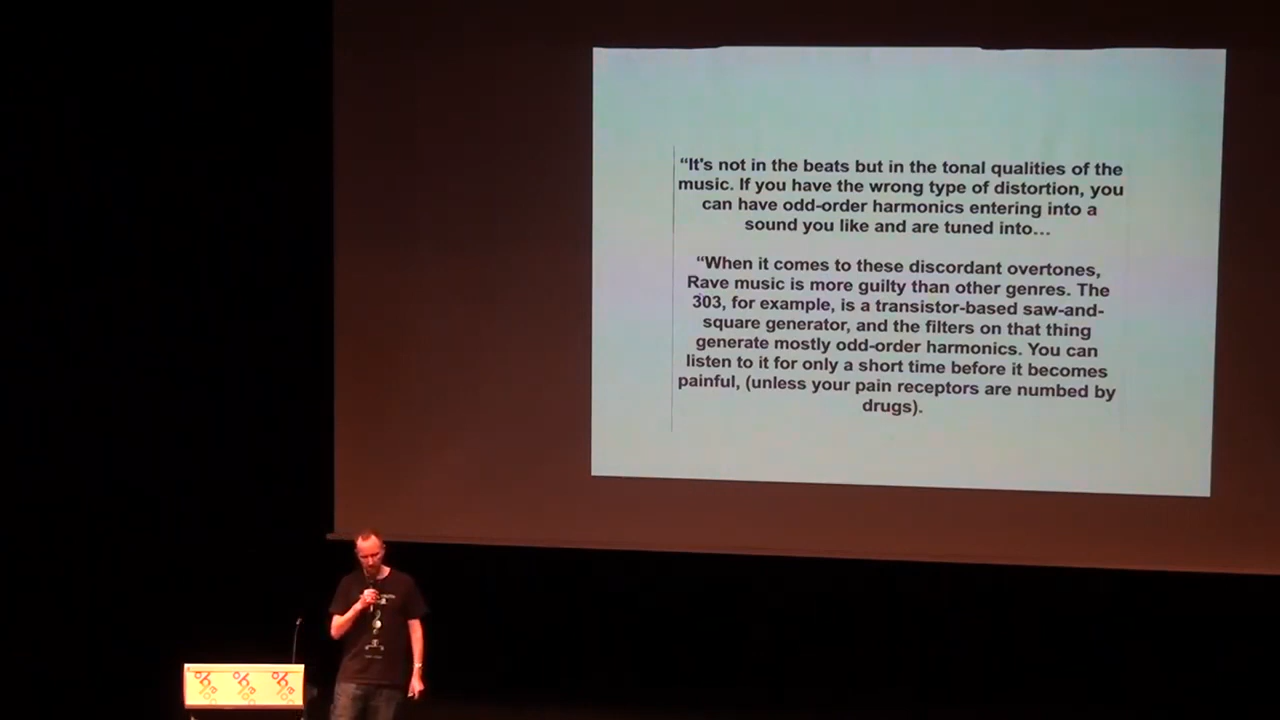 “It's not in the beats but in the tonal qualities of the
music. If you have the wrong type of distortion, you
can have odd-order harmonics entering into a
sound you like and are tuned into…
“When it comes to these discordant overtones,
Rave music is more guilty than other genres. The
303, for example, is a transistor-based saw-and-
square generator, and the filters on that thing
generate mostly odd-order harmonics. You can
listen to it for only a short time before it becomes
painful, (unless your pain receptors are numbed by
drugs).